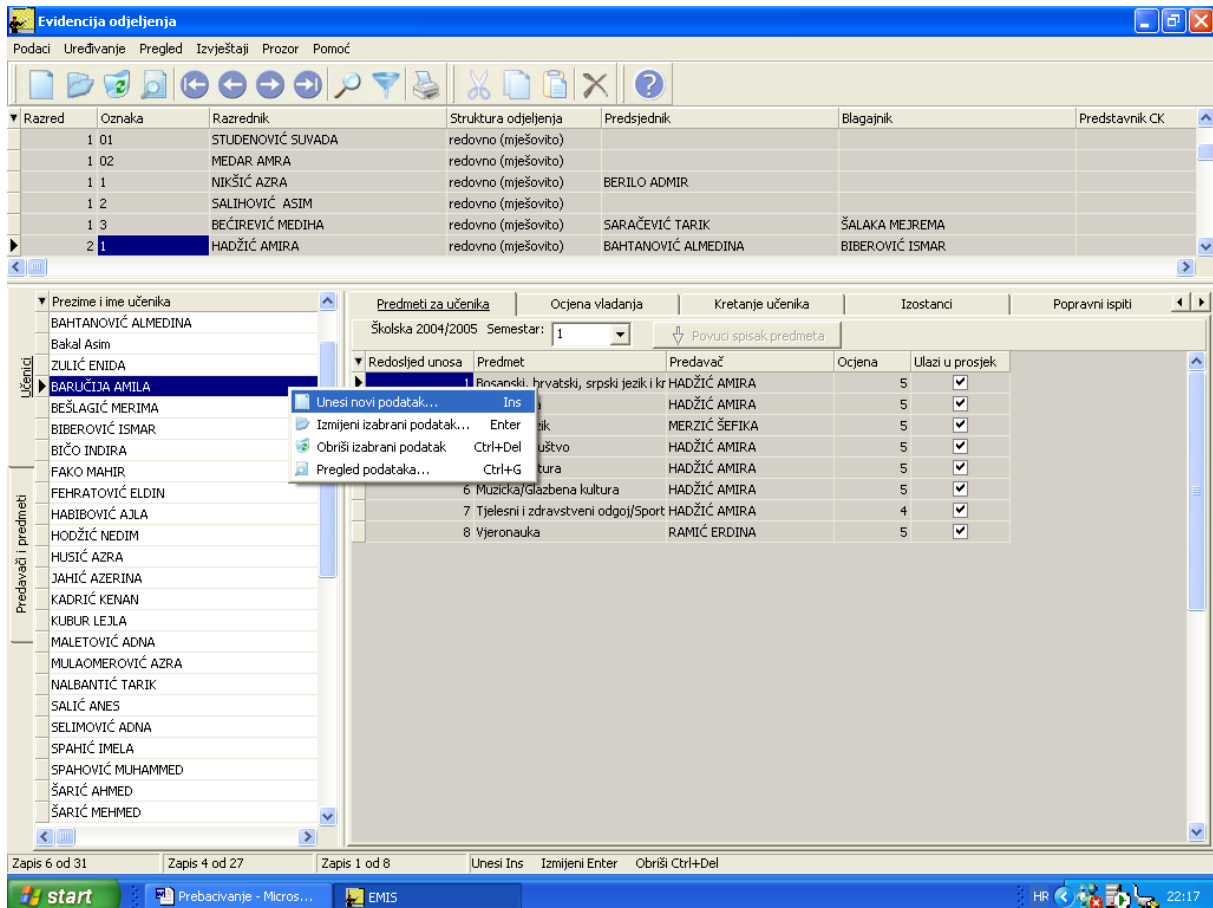 Evidencija odjeljenja
Podaci Uređivanje Pregled Izvještaji Prozor Pomoć
Razred Oznaka Razrednik Struktura odjeljenja Predsjednik Blagajnik Predstavnik CK
1 01 STUDENOVIĆ SUVADA redovno (mješovito)
1 02 MEDAR AMRA redovno (mješovito)
1 1 NIKŠIĆ AZRA redovno (mješovito) BERILO ADMIR
1 2 SALIHOVIĆ ASIM redovno (mješovito)
1 3 BEĆIREVIĆ MEDIHA redovno (mješovito) SARAČEVIĆ TARIK ŠALAKA MEJREMA
2 1 HADŽIĆ AMIRA redovno (mješovito) BAHTANOVIĆ ALMEDINA BIBEROVIĆ ISMAR
Učenici
Predavači i predmeti
Prezime i ime učenika
BAHTANOVIĆ ALMEDINA
Bakal Asim
ZULIĆ ENIDA
BARUČIJA AMILA
BEŠLAGIĆ MERIMA
BIBEROVIĆ ISMAR
BIČO INDIRA
FAKO MAHIR
FEHRATOVIĆ ELDIN
HABIBOVIĆ AJLA
HODŽIĆ NEDIM
HUSIĆ AZRA
JAHIĆ AZERINA
KADRIĆ KENAN
KUBUR LEJLA
MALETOVIĆ ADNA
MULAOMEROVIĆ AZRA
NALBANTIĆ TARIK
SALIĆ ANES
SELIMOVIĆ ADNA
SPAHIĆ IMELA
SPAHOVIĆ MUHAMMED
ŠARIĆ AHMED
ŠARIĆ MEHMED
Predmeti za učenika Ocjena vladanja Kretanje učenika Izostanci Popravni ispiti
Školska 2004/2005 Semestar: 1 Povuci spisak predmeta
Redosljed unosa Predmet Predavač Ocjena Ulazi u prosjek
1 Bosanski, hrvatski, srpski jezik i kr HADŽIĆ AMIRA 5
HADŽIĆ AMIRA 5
MERZIĆ ŠEFIKA 5
HADŽIĆ AMIRA 5
HADŽIĆ AMIRA 5
6 Muzicka/Glazbena kultura HADŽIĆ AMIRA 5
7 Tjelesni i zdravstveni odgoj/Sport HADŽIĆ AMIRA 4
8 Vjeronauka RAMIĆ ERDINA 5
Unesi novi podatak... Ins
Izmijeni izabrani podatak... Enter
Obriši izabrani podatak Ctrl+Del
Pregled podataka... Ctrl+G
Zapis 6 od 31 Zapis 4 od 27 Zapis 1 od 8 Unesi Ins Izmijeni Enter Obriši Ctrl+Del
start Prebacivanje - Micros... EMIS HR 22:17